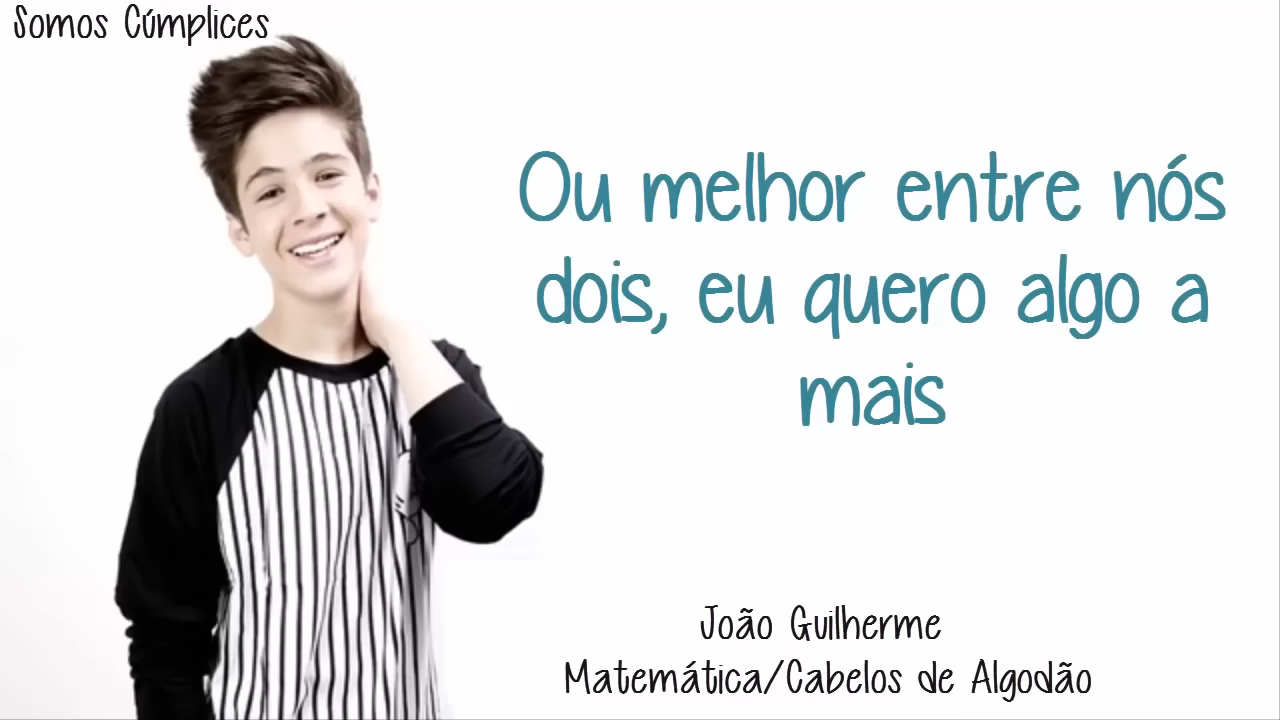 Somos Cúmplices
Ou melhor entre nós
dois, eu quero algo a
mais
João Guilherme
Matemática/Cabelos de Algodão